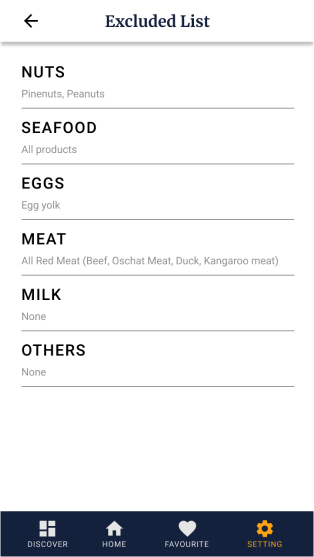 Excluded List
NUTS
Pinenuts, Peanuts
SEAFOOD
All products
EGGS
Egg yolk
MEAT
All Red Meat (Beef, Oschat Meat, Duck, Kangaroo meat)
MILK
None
OTHERS
None
DISCOVER HOME FAVOURITE SETTING